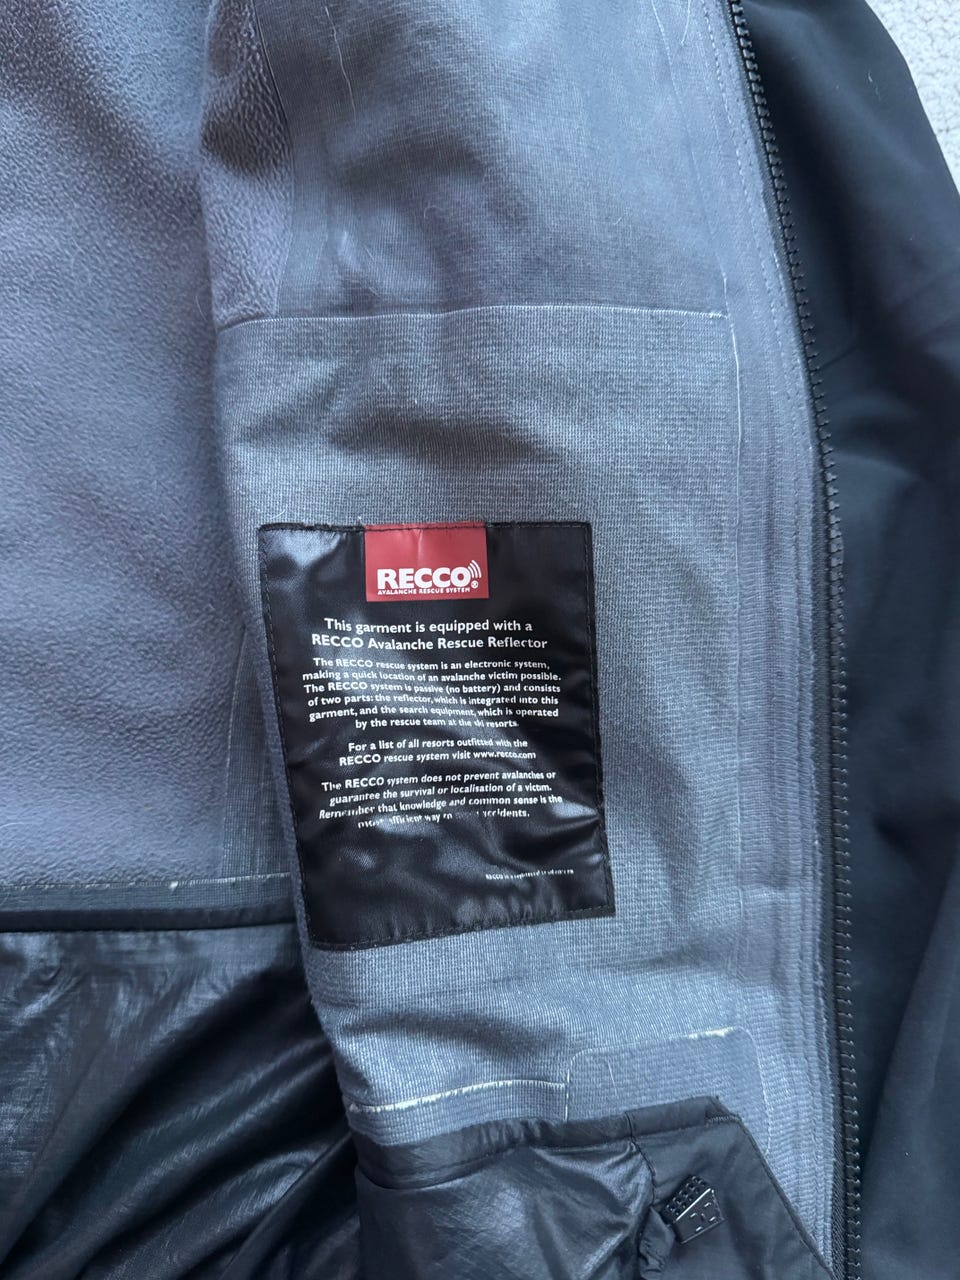 RECCO®
AVALANCHE RESCUE SYSTEM
This garment is equipped with a
RECCO Avalanche Rescue Reflector
The RECCO rescue system is an electronic system,
making a quick location of an avalanche victim possible.
The RECCO system is passive (no battery) and consists
of two parts: the reflector, which is integrated into this
garment, and the search equipment, which is operated
by the rescue team at the ski resorts.
For a list of all resorts outfitted with the
RECCO rescue system visit www.recco.com
The RECCO system does not prevent avalanches or
guarantee the survival or localisation of a victim.
Remember that knowledge and common sense is the
most efficient way to accidents.
RECCO is